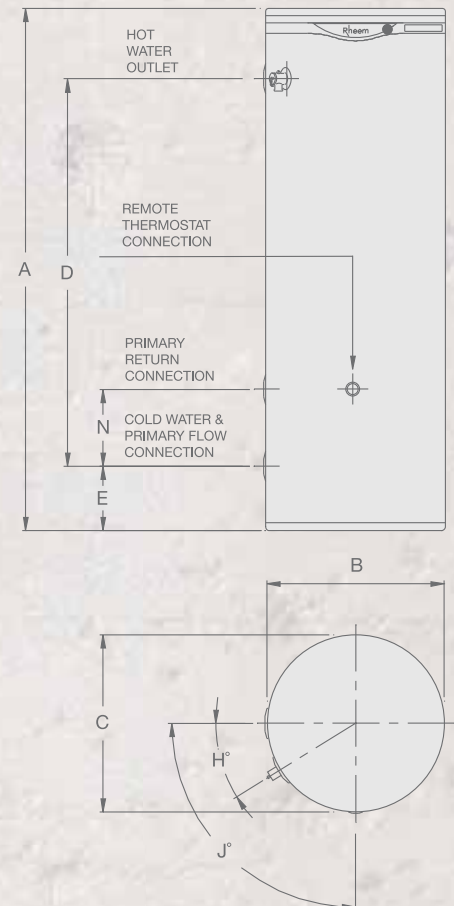 Rheem
HOT
WATER
OUTLET
REMOTE
THERMOSTAT
CONNECTION
A
D
PRIMARY
RETURN
CONNECTION
N
COLD WATER &
PRIMARY FLOW
CONNECTION
E
B
C
H°
J°